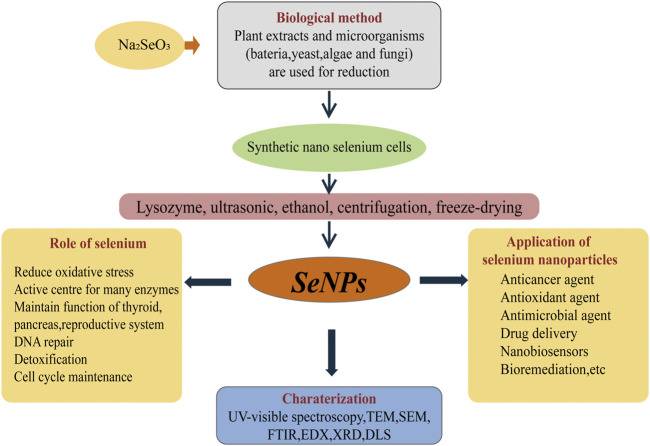 Na₂SeO₃
Biological method
Plant extracts and microorganisms
(bateria,yeast,algae and fungi)
are used for reduction
Synthetic nano selenium cells
Lysozyme, ultrasonic, ethanol, centrifugation, freeze-drying
Role of selenium
Reduce oxidative stress
Active centre for many enzymes
Maintain function of thyroid,
pancreas,reproductive system
DNA repair
Detoxification
Cell cycle maintenance
SeNPs
Application of
selenium nanoparticles
Anticancer agent
Antioxidant agent
Antimicrobial agent
Drug delivery
Nanobiosensors
Bioremediation,etc
Charaterization
UV-visible spectroscopy,TEM,SEM,
FTIR,EDX,XRD,DLS